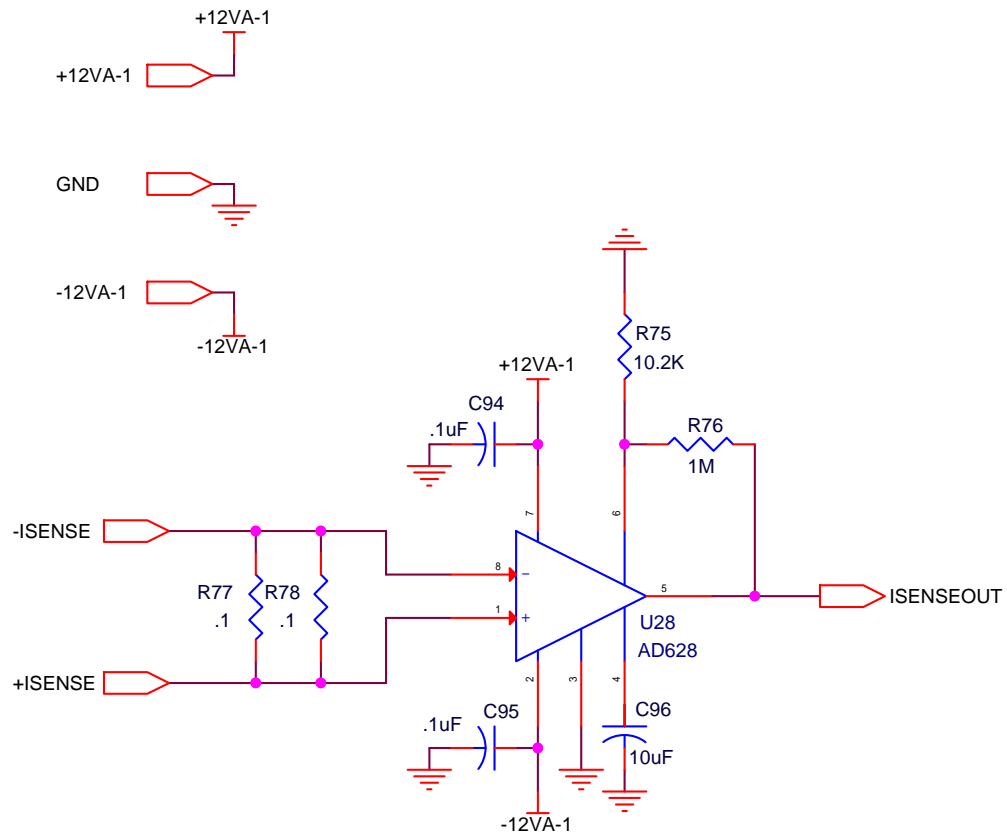 +12VA-1
+12VA-1
GND
-12VA-1
-12VA-1
R75
10.2K
+12VA-1
C94
.1uF
R76
1M
7
6
-ISENSE
8
−
R77
.1
R78
.1
1
+
5
ISENSEOUT
U28
AD628
+ISENSE
2
3
4
C95
.1uF
C96
10uF
-12VA-1